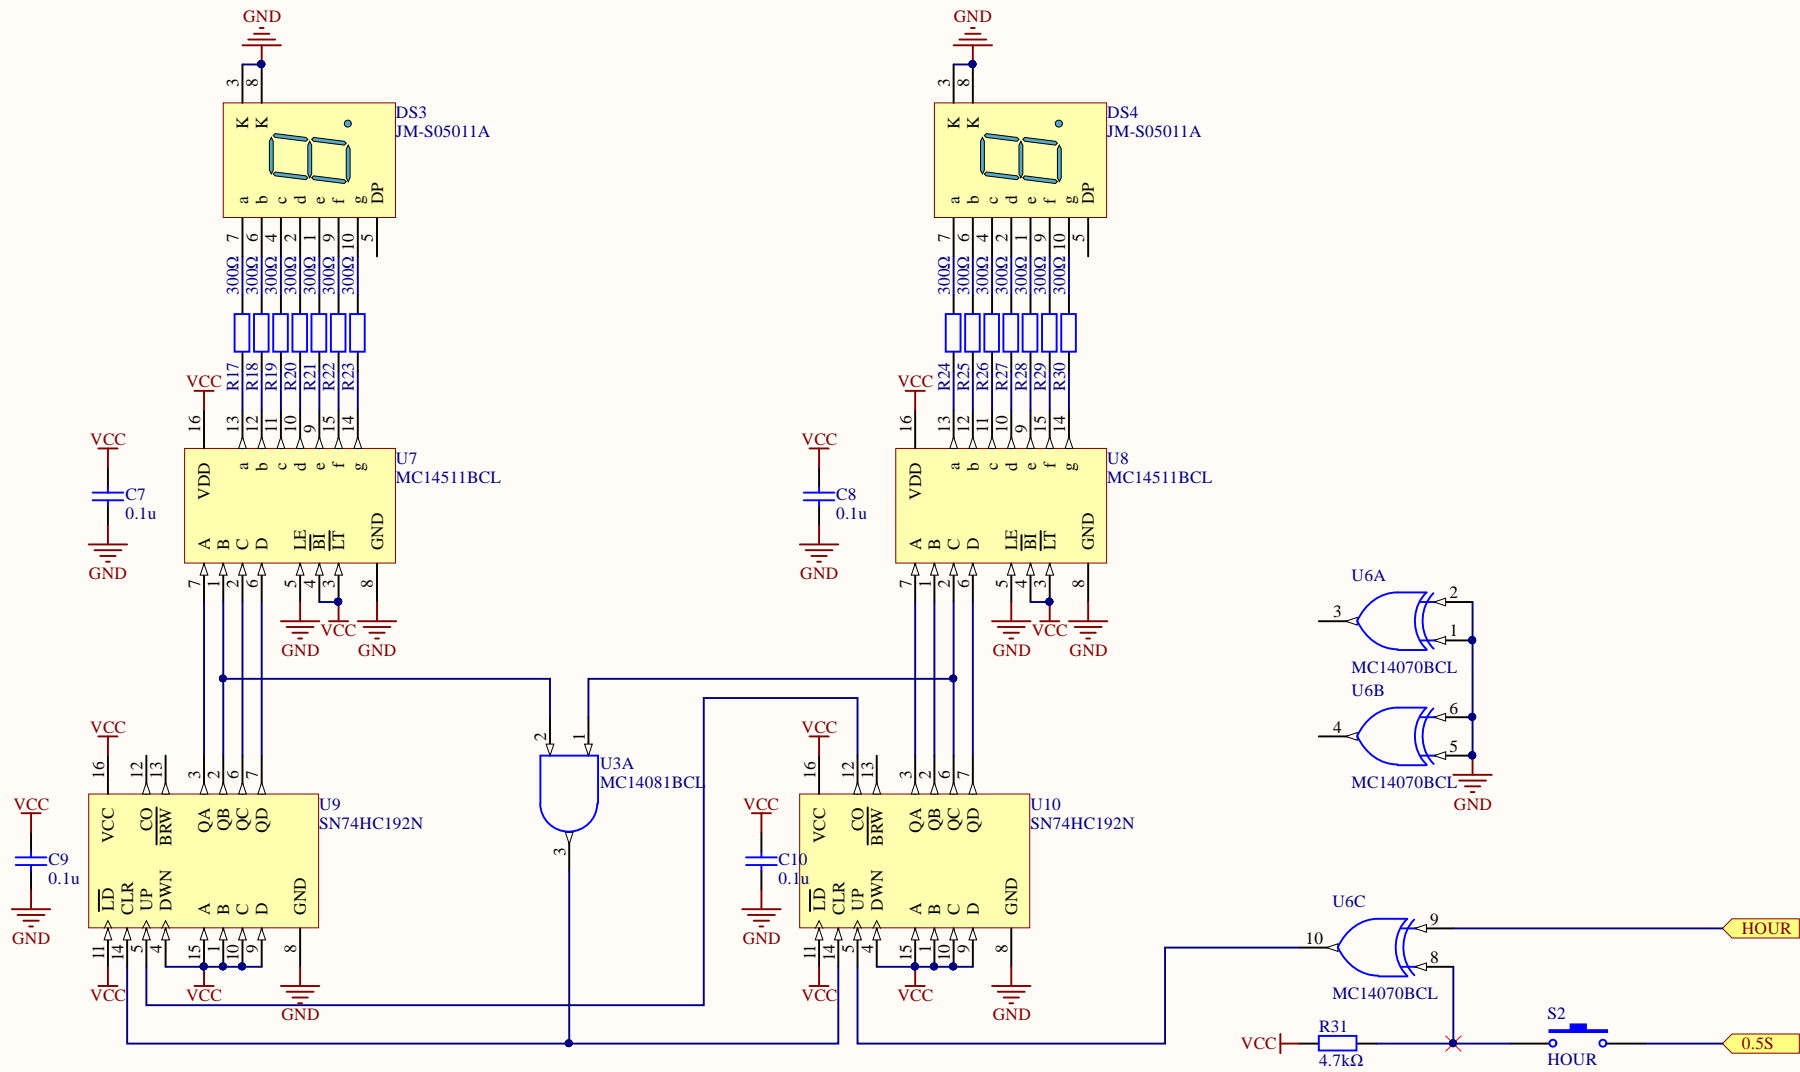 GND
GND
3 8
3 8
K K
K K
DS3
JM-S05011A
DS4
JM-S05011A
a b c d e f g DP
a b c d e f g DP
7 6 4 2 1 9 10 5
7 6 4 2 1 9 10 5
300Ω 300Ω 300Ω 300Ω 300Ω 300Ω 300Ω
300Ω 300Ω 300Ω 300Ω 300Ω 300Ω 300Ω
R17 R18 R19 R20 R21 R22 R23
R24 R25 R26 R27 R28 R29 R30
VCC
VCC
16 13 12 11 10 9 15 14
16 13 12 11 10 9 15 14
VCC
C7
0.1u
GND
VDD a b c d e f g
U7
MC14511BCL
A B C D LE BI LT GND
7 1 2 6 5 4 3 8
GND VCC GND
VCC
C8
0.1u
GND
VDD a b c d e f g
U8
MC14511BCL
A B C D LE BI LT GND
7 1 2 6 5 4 3 8
GND VCC GND
U6A
3 2
1
MC14070BCL
U6B
4 6
5
MC14070BCL
GND
2 1
U3A
MC14081BCL
3
VCC
16 12 13 3 2 6 7
VCC CO BRW QA QB QC QD
U9
SN74HC192N
VCC
C9
0.1u
GND
LD CLR UP DWN A B C D GND
11 14 5 4 15 1 10 9 8
VCC VCC GND
VCC
16 12 13 3 2 6 7
VCC CO BRW QA QB QC QD
U10
SN74HC192N
VCC
C10
0.1u
GND
LD CLR UP DWN A B C D GND
11 14 5 4 15 1 10 9 8
VCC VCC GND
U6C
10 9
8
MC14070BCL
HOUR
VCC
R31
4.7kΩ
S2
HOUR
0.5S